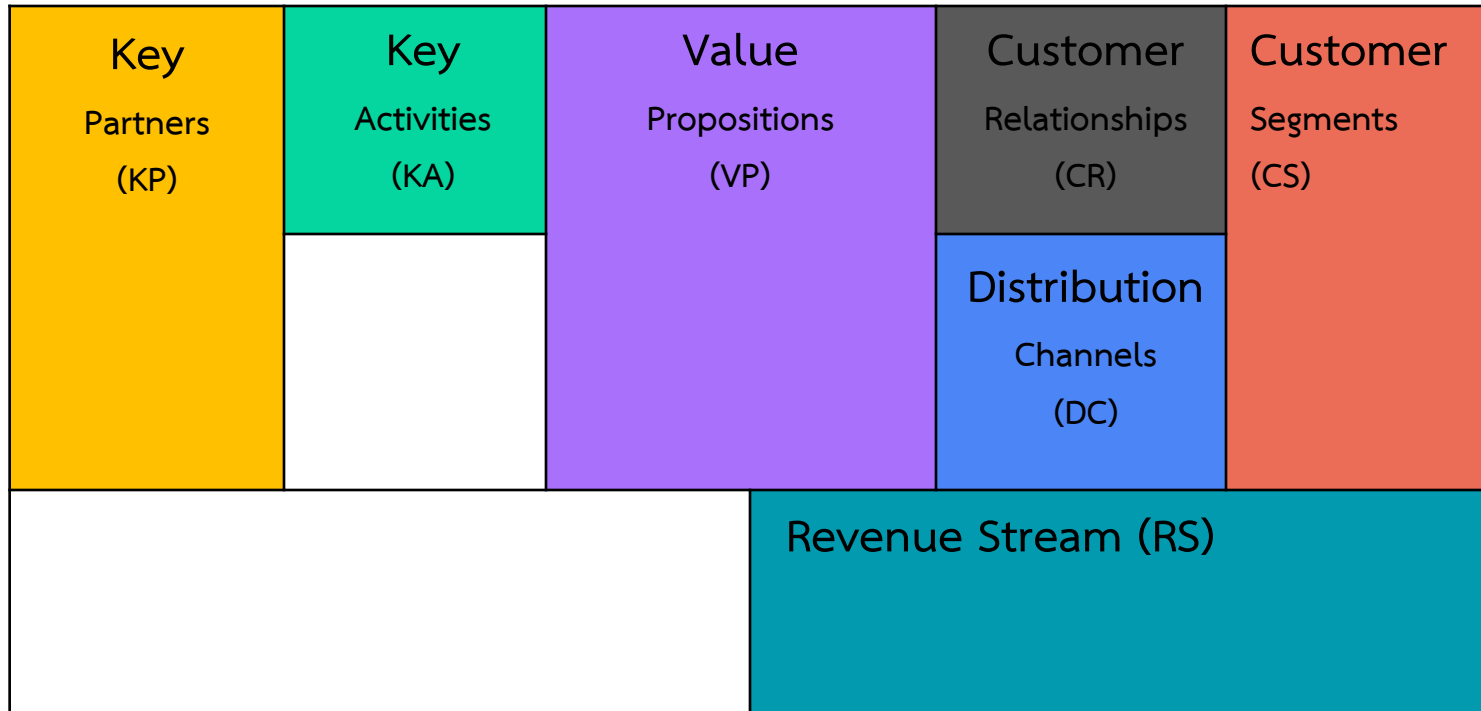 Key
Partners
(KP)
Key
Activities
(KA)
Value
Propositions
(VP)
Customer
Relationships
(CR)
Distribution
Channels
(DC)
Customer
Segments
(CS)
Revenue Stream (RS)